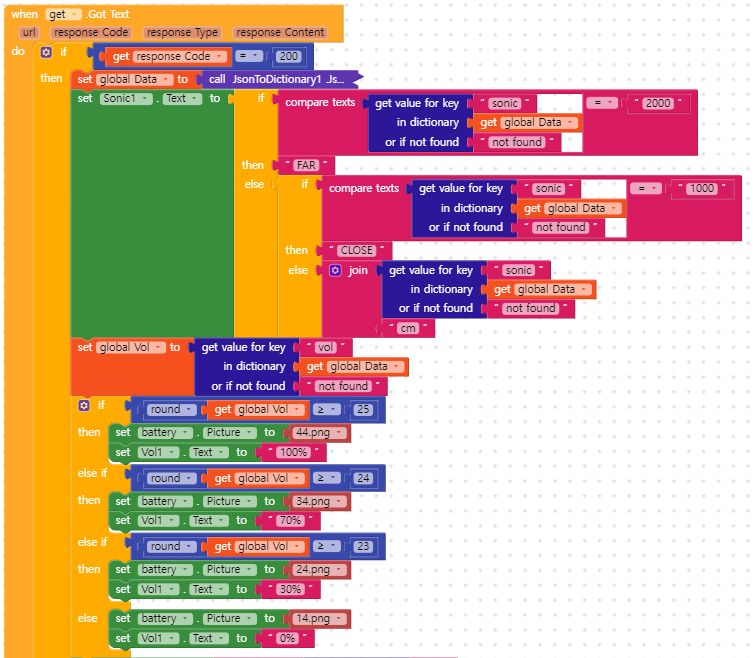 when get .Got Text
url response Code response Type response Content
do if get response Code = 200
then set global Data to call .JsonToDictionary1 .Js...
set Sonic1 . Text to if compare texts get value for key " sonic " = " 2000 "
in dictionary get global Data
or if not found " not found "
then " FAR "
else if compare texts get value for key " sonic " = " 1000 "
in dictionary get global Data
or if not found " not found "
then " CLOSE "
else join get value for key " sonic "
in dictionary get global Data
or if not found " not found "
" cm "
set global Vol to get value for key " vol "
in dictionary get global Data
or if not found " not found "
if round get global Vol ≥ 25
then set battery . Picture to 44.png
set Vol1 . Text to " 100% "
else if round get global Vol ≥ 24
then set battery . Picture to 34.png
set Vol1 . Text to " 70% "
else if round get global Vol ≥ 23
then set battery . Picture to 24.png
set Vol1 . Text to " 30% "
else set battery . Picture to 14.png
set Vol1 . Text to " 0% "